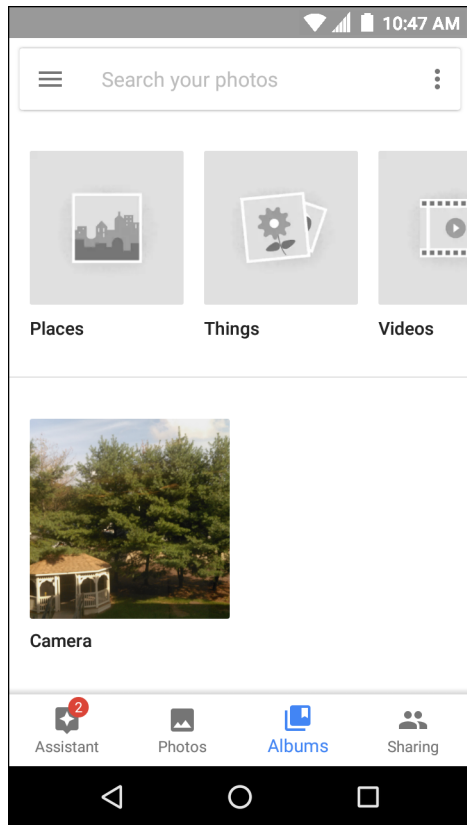 10:47 AM
Search your photos
Places
Things
Videos
Camera
2
Assistant
Photos
Albums
Sharing